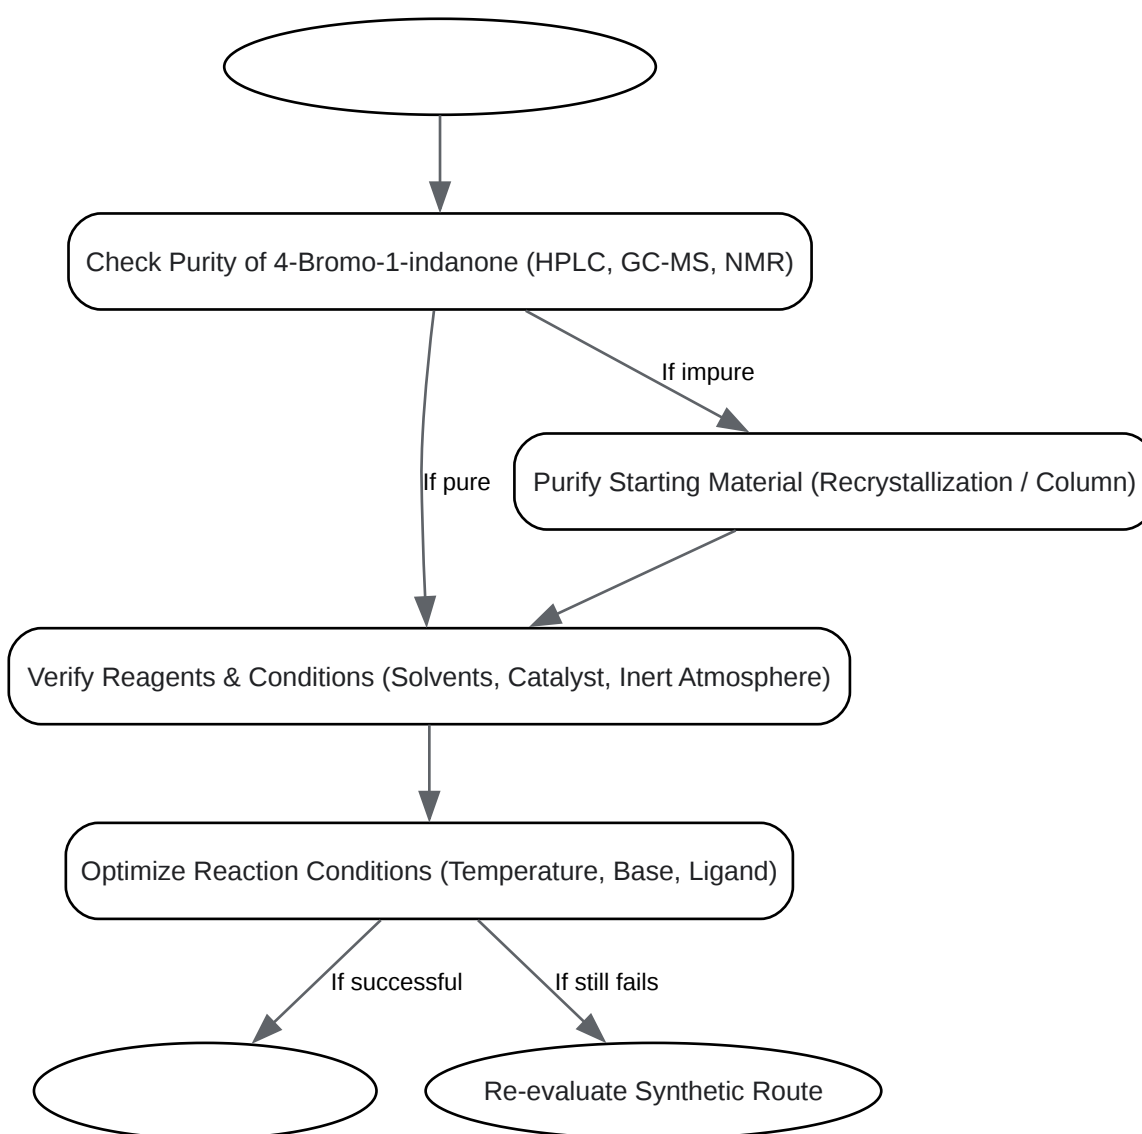 Check Purity of 4-Bromo-1-indanone (HPLC, GC-MS, NMR)
If impure
If pure
Purify Starting Material (Recrystallization / Column)
Verify Reagents & Conditions (Solvents, Catalyst, Inert Atmosphere)
Optimize Reaction Conditions (Temperature, Base, Ligand)
If successful
If still fails
Re-evaluate Synthetic Route